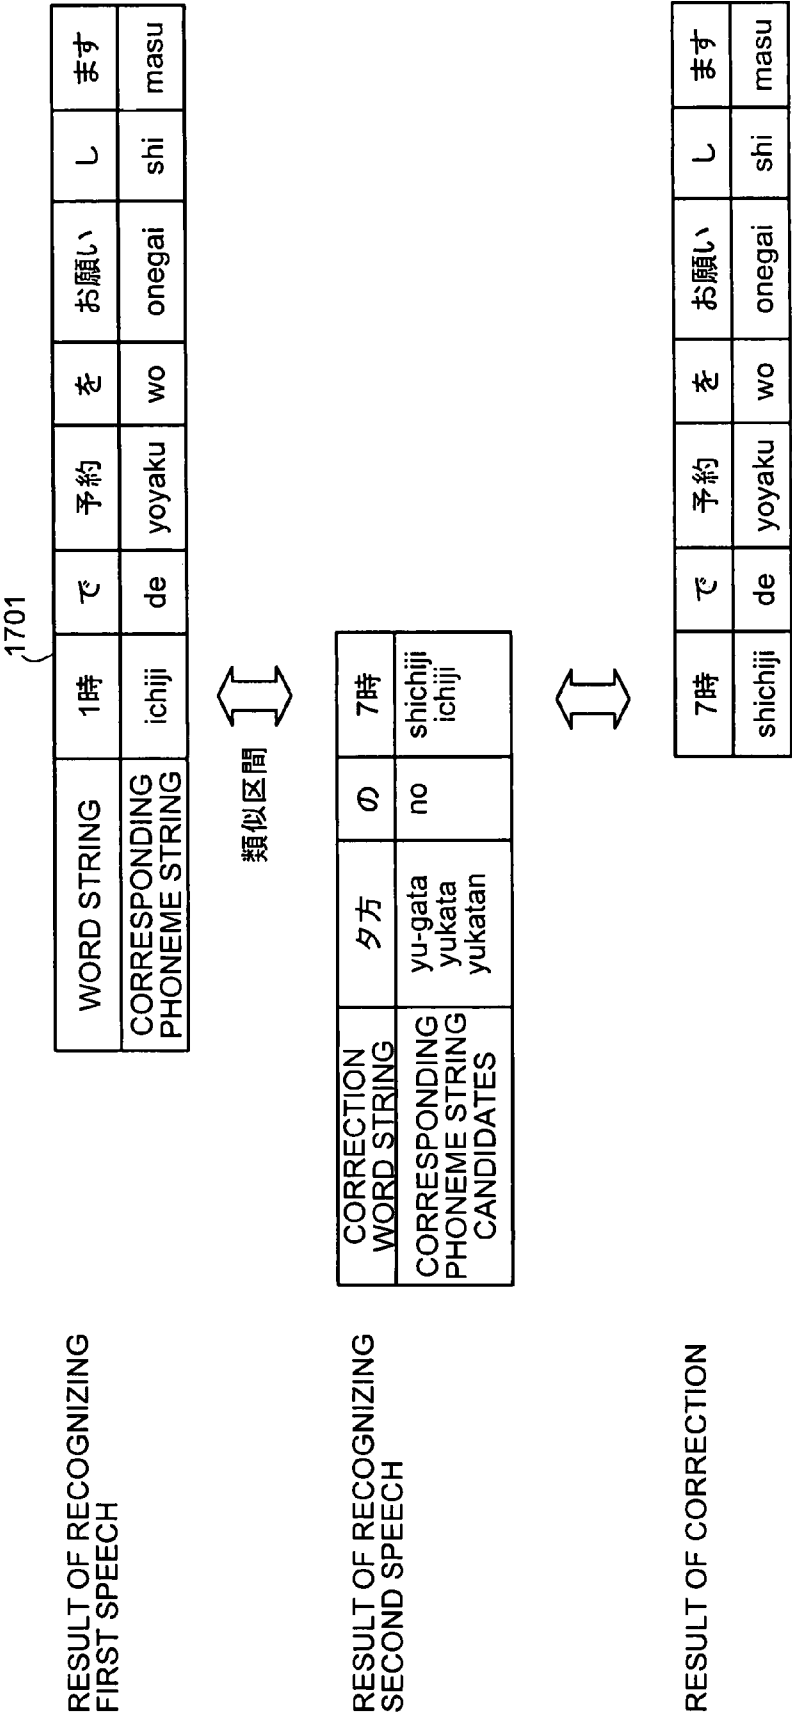 1701
RESULT OF RECOGNIZING
FIRST SPEECH
WORD STRING 1時 で 予約 を お願い し ます
CORRESPONDING
PHONEME STRING
ichiji de yoyaku wo onegai shi masu
類似区間
RESULT OF RECOGNIZING
SECOND SPEECH
CORRECTION
WORD STRING
夕方 の 7時
CORRESPONDING
PHONEME STRING
CANDIDATES
yu-gata
yukata
yukatan
no
shichiji
ichiji
RESULT OF CORRECTION
7時 で 予約 を お願い し ます
shichiji de yoyaku wo onegai shi masu